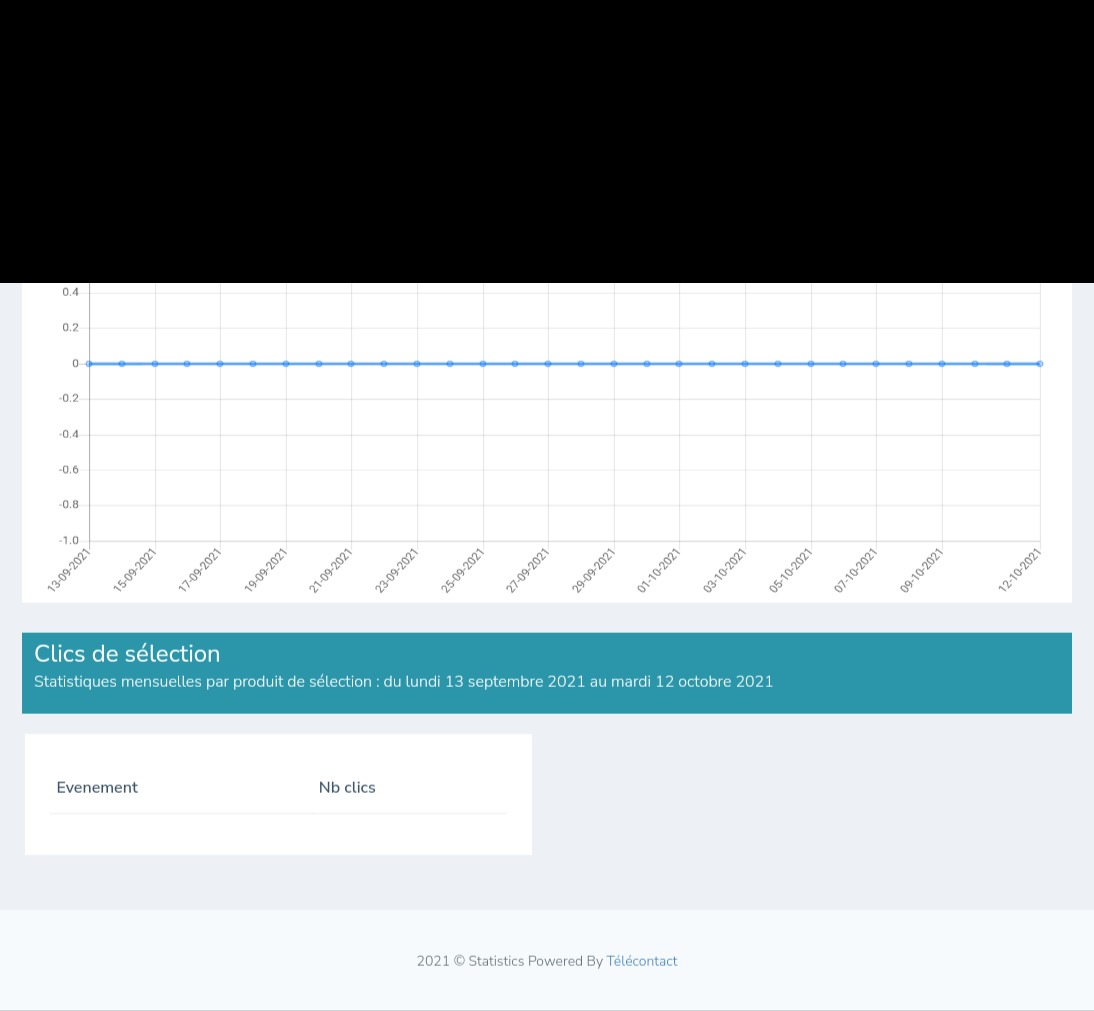 0.4
0.2
0
-0.2
-0.4
-0.6
-0.8
-1.0
13-09-2021 15-09-2021 17-09-2021 19-09-2021 21-09-2021 23-09-2021 25-09-2021 27-09-2021 29-09-2021 01-10-2021 03-10-2021 05-10-2021 07-10-2021 09-10-2021 12-10-2021
Clics de sélection
Statistiques mensuelles par produit de sélection : du lundi 13 septembre 2021 au mardi 12 octobre 2021
Evenement Nb clics
2021 © Statistics Powered By Télécontact